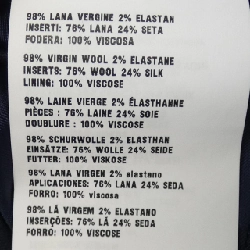 98% LANA VERGINE 2% ELASTAN
INSERTI: 76% LANA 24% SETA
FODERA: 100% VISCOSA
98% VIRGIN WOOL 2% ELASTANE
INSERTS: 76% WOOL 24% SILK
LINING: 100% VISCOSE
98% LAINE VIERGE 2% ÉLASTHANNE
PIÈCES : 76% LAINE 24% SOIE
DOUBLURE : 100% VISCOSE
98% SCHURWOLLE 2% ELASTHAN
EINSÄTZE: 76% WOLLE 24% SEIDE
FUTTER: 100% VISKOSE
98% LANA VIRGEN 2% elastano
APLICACIONES: 76% LANA 24% SEDA
FORRO: 100% viscosa
98% LÃ VIRGEM 2% ELASTANO
INSERÇÕES: 76% LÃ 24% SEDA
FORRO: 100% VISCOSE